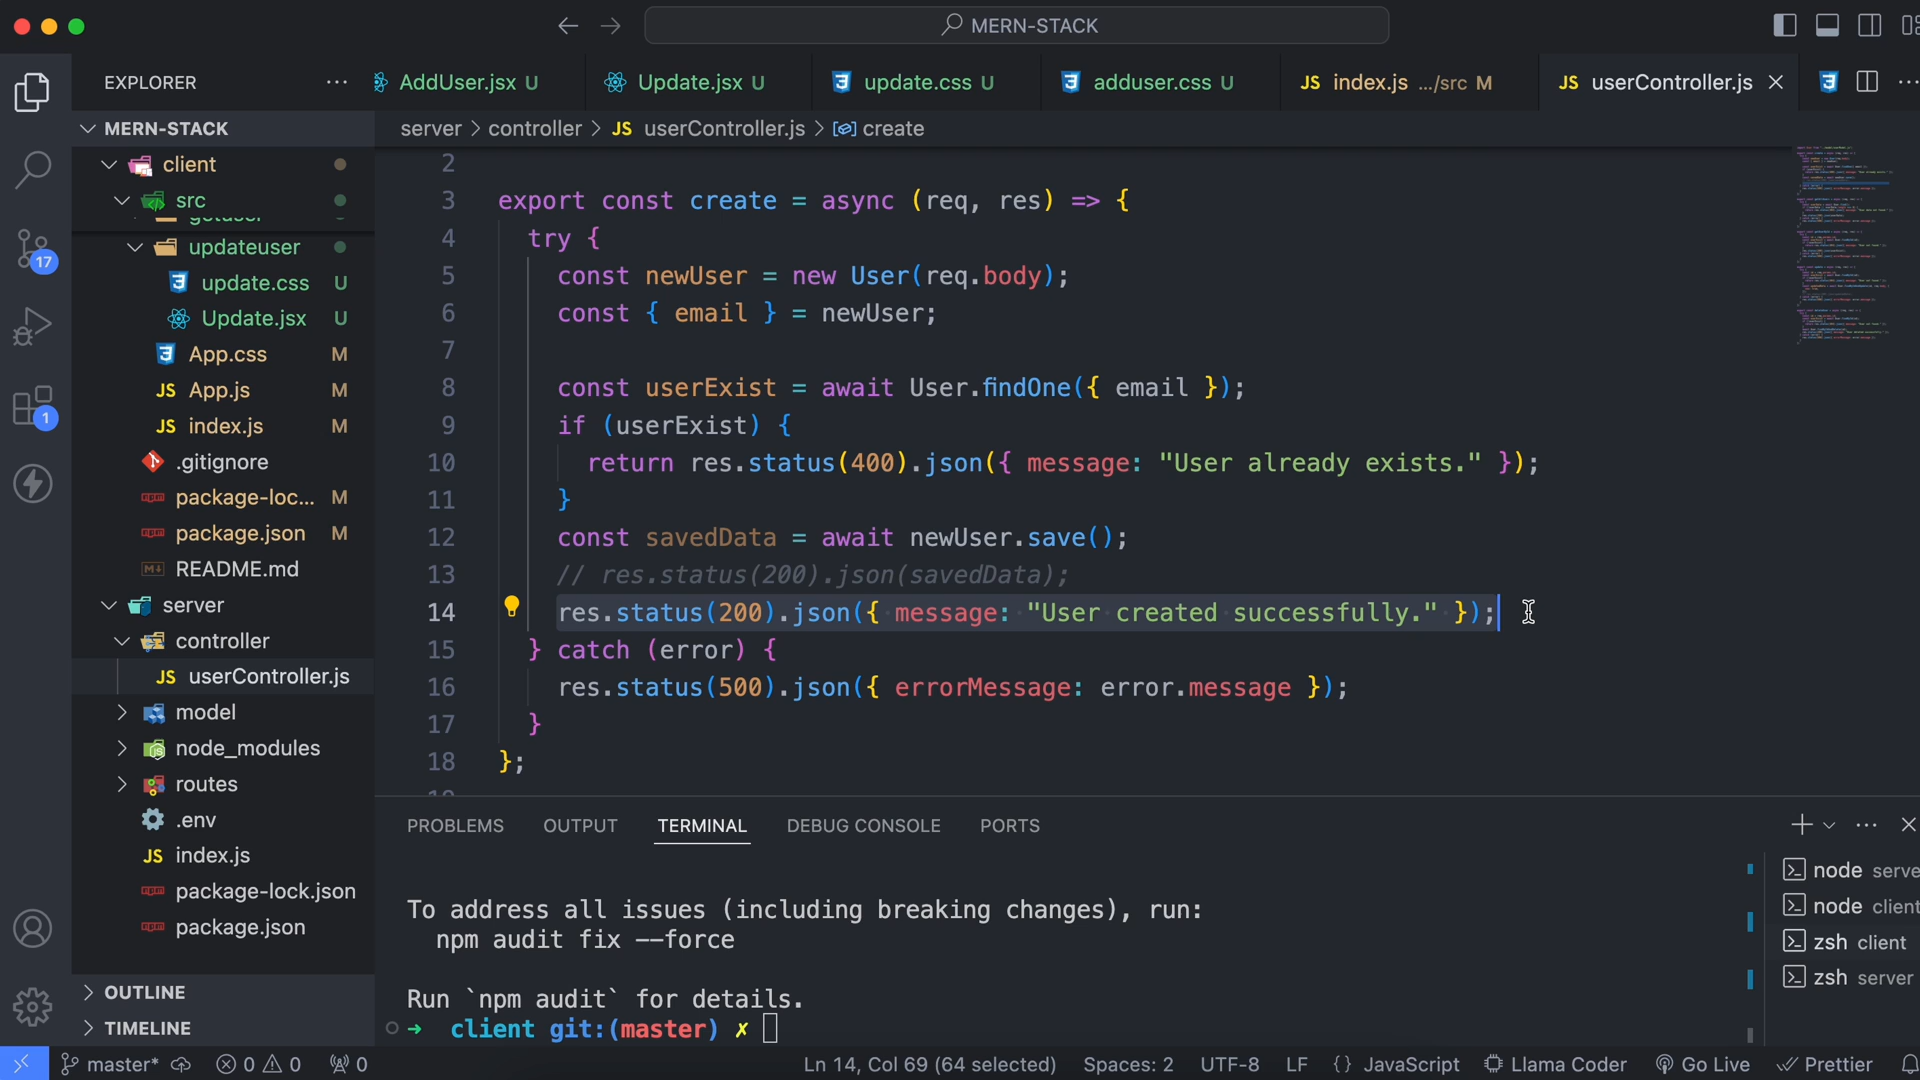 MERN-STACK
EXPLORER
AddUser.jsx U
Update.jsx U
update.css U
adduser.css U
JS index.js .../src M
JS userController.js
MERN-STACK
client
src
updateuser
update.css U
Update.jsx U
App.css M
JS App.js M
JS index.js M
.gitignore
package-loc... M
package.json M
README.md
server
controller
JS userController.js
model
node_modules
routes
.env
JS index.js
package-lock.json
package.json
OUTLINE
TIMELINE
17
1
server > controller > JS userController.js > create
2
3 export const create = async (req, res) => {
4 try {
5 const newUser = new User(req.body);
6 const { email } = newUser;
7
8 const userExist = await User.findOne({ email });
9 if (userExist) {
10 return res.status(400).json({ message: "User already exists." });
11 }
12 const savedData = await newUser.save();
13 // res.status(200).json(savedData);
14 res.status(200).json({ message: "User created successfully." });
15 } catch (error) {
16 res.status(500).json({ errorMessage: error.message });
17 }
18 };
PROBLEMS OUTPUT TERMINAL DEBUG CONSOLE PORTS
To address all issues (including breaking changes), run:
npm audit fix --force
Run `npm audit` for details.
➜ client git:(master) ✗
node serve
node client
zsh client
zsh server
master* 0 0 0 Ln 14, Col 69 (64 selected) Spaces: 2 UTF-8 LF {} JavaScript Llama Coder Go Live Prettier